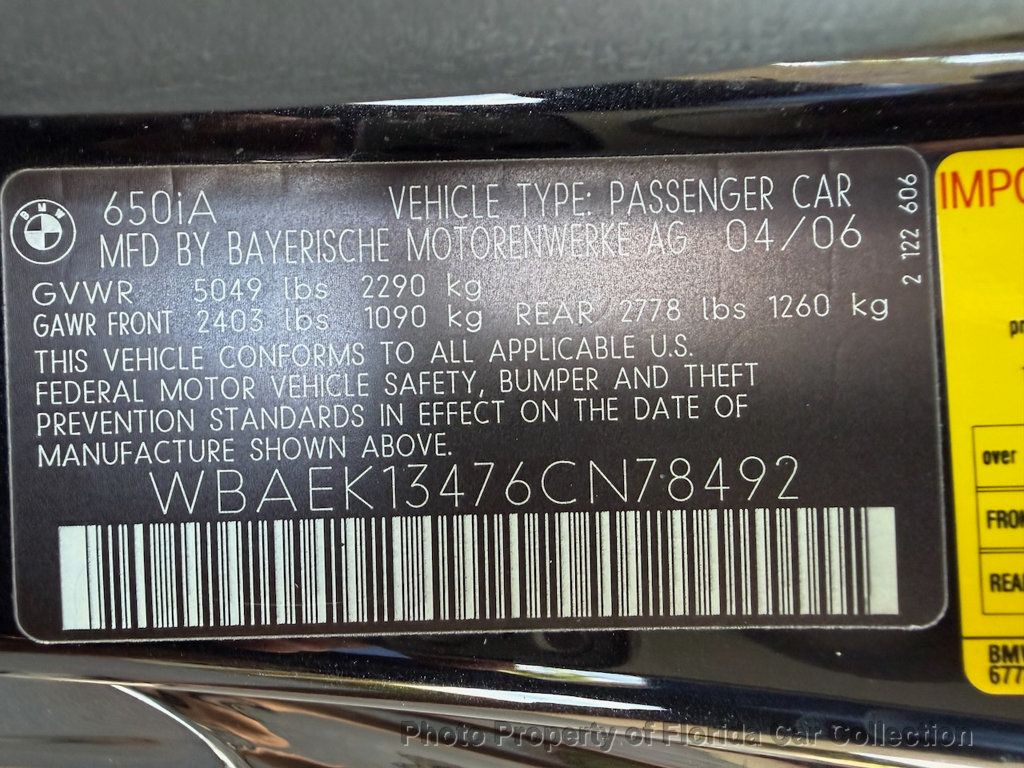 BMW
650iA VEHICLE TYPE: PASSENGER CAR
MFD BY BAYERISCHE MOTORENWERKE AG 04/06
GVWR 5049 lbs 2290 kg
GAWR FRONT 2403 lbs 1090 kg REAR 2778 lbs 1260 kg
THIS VEHICLE CONFORMS TO ALL APPLICABLE U.S.
FEDERAL MOTOR VEHICLE SAFETY, BUMPER AND THEFT
PREVENTION STANDARDS IN EFFECT ON THE DATE OF
MANUFACTURE SHOWN ABOVE.
WBAEK13476CN78492
2 122 606
IMPO
pr
over
FRO
REA
BMW
677
Photo Property of Florida Car Collection